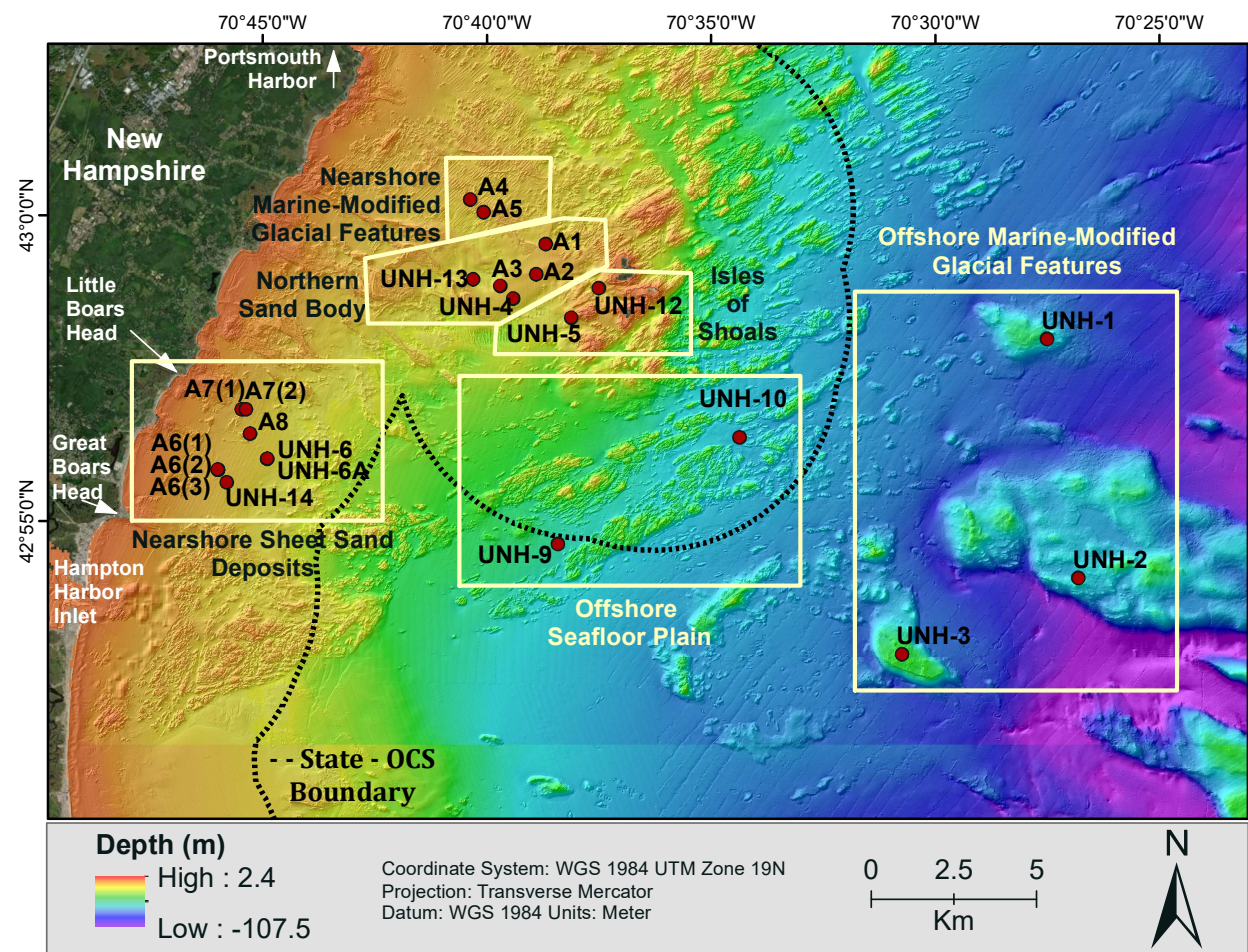 70°45'0"W
70°40'0"W
70°35'0"W
70°30'0"W
70°25'0"W
43°0'0"N
42°55'0"N
Portsmouth
Harbor
New
Hampshire
Nearshore
Marine-Modified
Glacial Features
A4
A5
A1
A2
A3
UNH-13
UNH-4
UNH-12
UNH-5
Northern
Sand Body
Isles
of
Shoals
Offshore Marine-Modified
Glacial Features
UNH-1
Little
Boars
Head
A7(1)
A7(2)
A8
A6(1)
A6(2)
A6(3)
UNH-6
UNH-6A
UNH-14
Great
Boars
Head
Nearshore Sheet Sand
Deposits
Hampton
Harbor
Inlet
UNH-10
UNH-9
Offshore
Seafloor Plain
UNH-2
UNH-3
- - State - OCS
Boundary
Depth (m)
High : 2.4
Low : -107.5
Coordinate System: WGS 1984 UTM Zone 19N
Projection: Transverse Mercator
Datum: WGS 1984 Units: Meter
0 2.5 5
Km
N